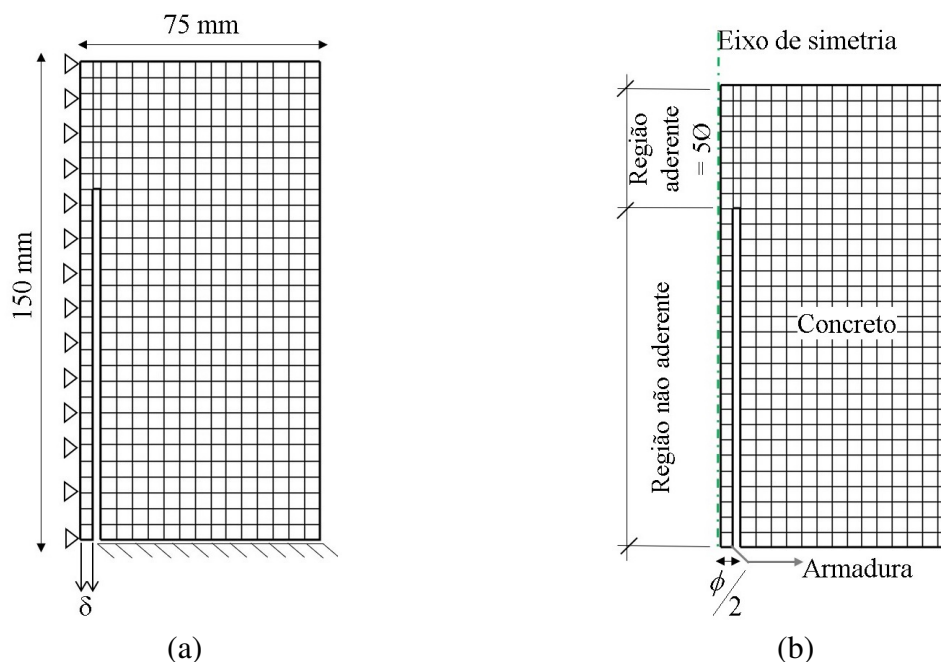 75 mm
150 mm
δ
(a)
Eixo de simetria
Região
aderente
= 5Ø
Região não aderente
Concreto
Armadura
ϕ/2
(b)